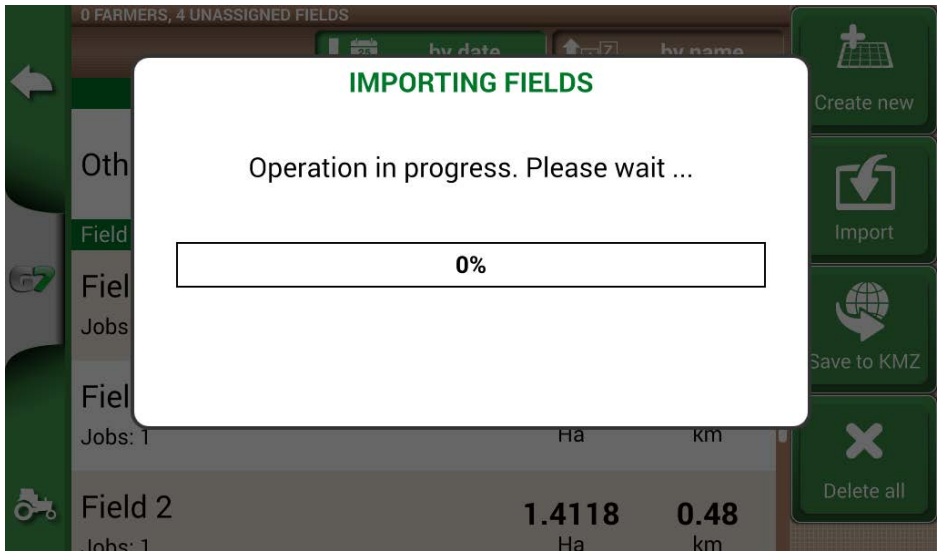 0 FARMERS, 4 UNASSIGNED FIELDS
25 by date Z by name
IMPORTING FIELDS
Operation in progress. Please wait ...
0%
Oth
Field
Fiel
Jobs
Fiel
Jobs: 1 Ha km
Field 2 1.4118 0.48
Jobs: 1 Ha km
G7
Create new
Import
Save to KMZ
Delete all